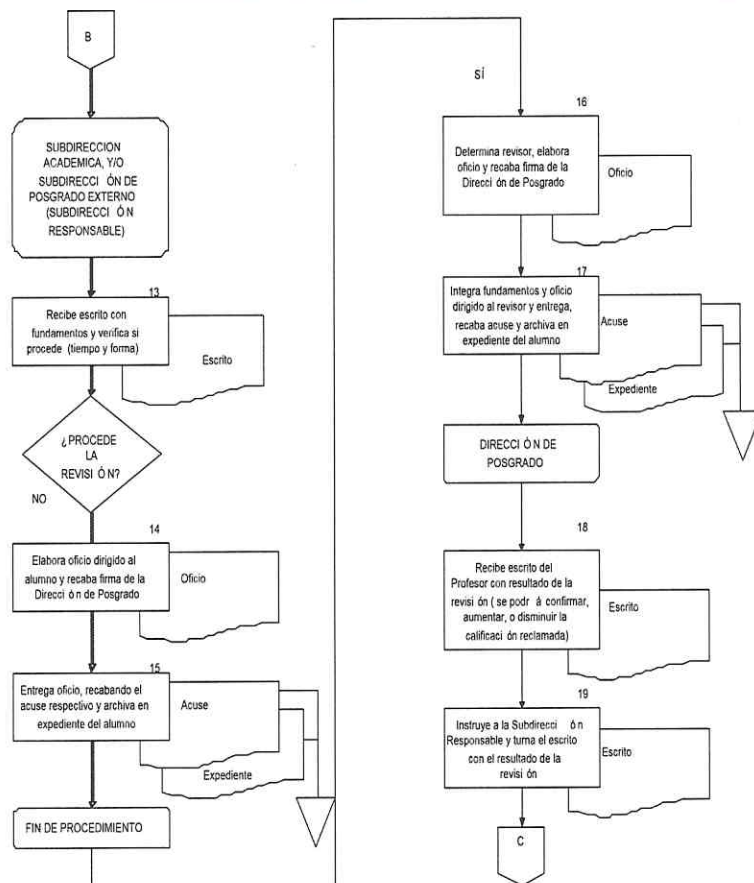 B
SUBDIRECCION
ACADEMICA, Y/O
SUBDIRECCI ÓN DE
POSGRADO EXTERNO
(SUBDIRECCI Ó N
RESPONSABLE)
13
Recibe escrito con
fundamentos y verifica si
procede (tiempo y forma)
Escrito
¿PROCEDE
LA
REVISI ÓN?
NO
14
Elabora oficio dirigido al
alumno y recaba firma de la
Direcci ón de Posgrado
Oficio
15
Entrega oficio, recabando el
acuse respectivo y archiva en
expediente del alumno
Acuse
Expediente
FIN DE PROCEDIMIENTO
SÍ
16
Determina revisor, elabora
oficio y recaba firma de la
Direcci ón de Posgrado
Oficio
17
Integra fundamentos y oficio
dirigido al revisor y entrega,
recaba acuse y archiva en
expediente del alumno
Acuse
Expediente
DIRECCI Ó N DE
POSGRADO
18
Recibe escrito del
Profesor con resultado de la
revisi ón ( se podr á confirmar,
aumentar, o disminuir la
calificaci ón reclamada)
Escrito
19
Instruye a la Subdirecci ó n
Responsable y turna el escrito
con el resultado de la
revisi ón
Escrito
C